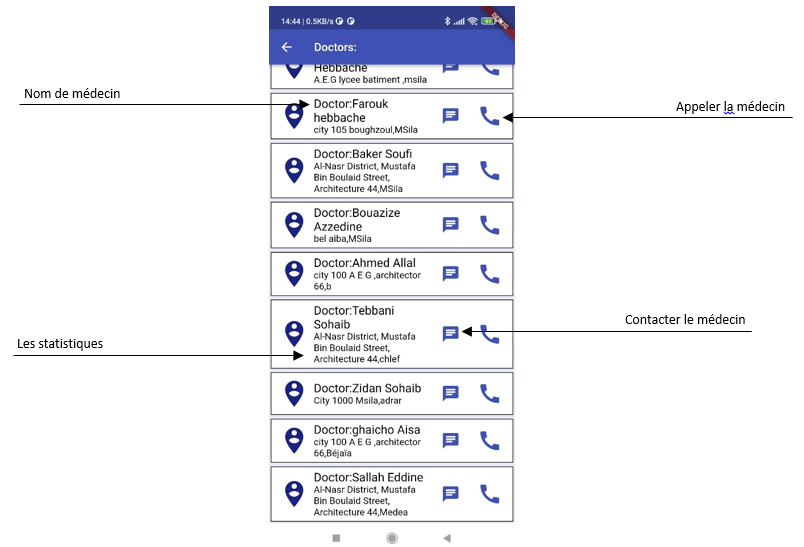 14:44 | 0.5KB/s
DEBUG
Doctors:
Hebbache
A.E.G lycee batiment ,msila
Nom de médecin
Doctor:Farouk
hebbache
city 105 boughzoul,MSila
Appeler la médecin
Doctor:Baker Soufi
Al-Nasr District, Mustafa
Bin Boulaid Street,
Architecture 44,MSila
Doctor:Bouazize
Azzedine
bel aiba,MSila
Doctor:Ahmed Allal
city 100 A E G ,architector
66,b
Doctor:Tebbani
Sohaib
Al-Nasr District, Mustafa
Bin Boulaid Street,
Architecture 44,chlef
Contacter le médecin
Les statistiques
Doctor:Zidan Sohaib
City 1000 Msila,adrar
Doctor:ghaicho Aisa
city 100 A E G ,architector
66,Béjaïa
Doctor:Sallah Eddine
Al-Nasr District, Mustafa
Bin Boulaid Street,
Architecture 44,Medea